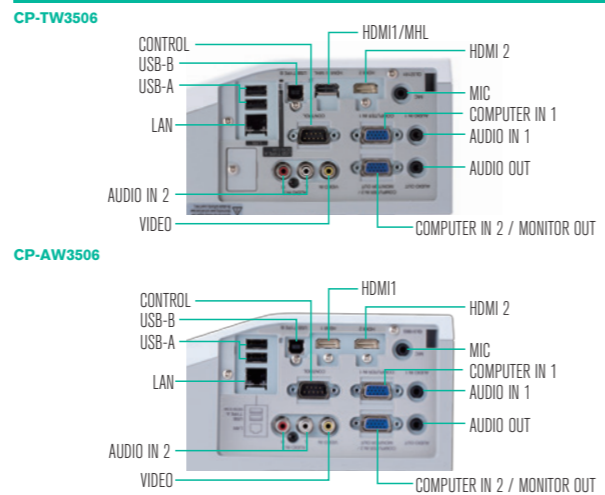 CP-TW3506
HDMI1/MHL
CONTROL
HDMI 2
USB-B
USB-A
MIC
COMPUTER IN 1
LAN
AUDIO IN 1
AUDIO OUT
AUDIO IN 2
VIDEO
COMPUTER IN 2 / MONITOR OUT
CP-AW3506
HDMI1
CONTROL
HDMI 2
USB-B
USB-A
MIC
COMPUTER IN 1
LAN
AUDIO IN 1
AUDIO OUT
AUDIO IN 2
VIDEO
COMPUTER IN 2 / MONITOR OUT